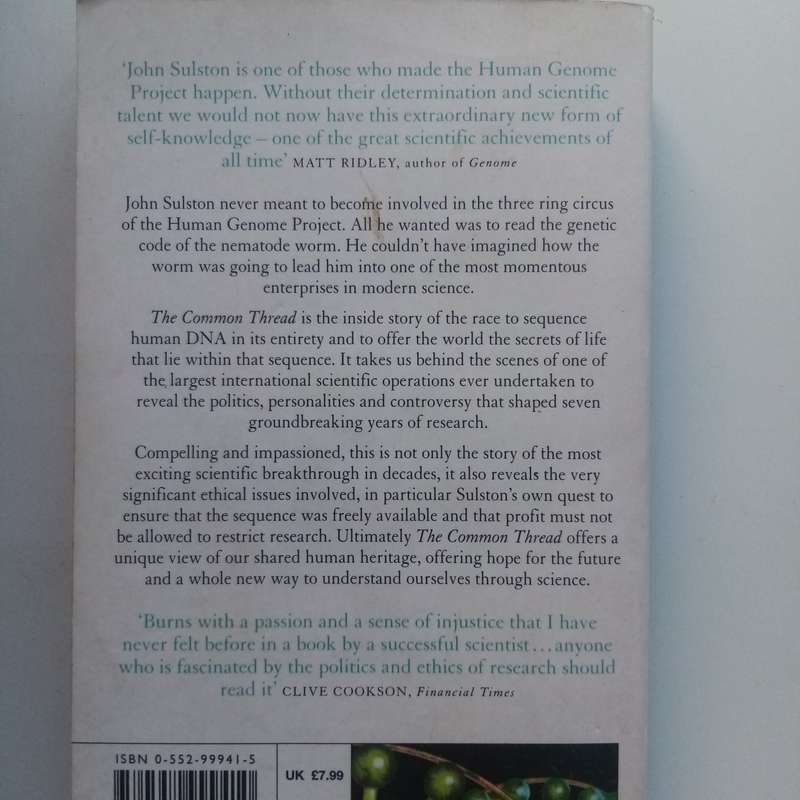 ‘John Sulston is one of those who made the Human Genome
Project happen. Without their determination and scientific
talent we would not now have this extraordinary new form of
self-knowledge – one of the great scientific achievements of
all time’ MATT RIDLEY, author of Genome
John Sulston never meant to become involved in the three ring circus
of the Human Genome Project. All he wanted was to read the genetic
code of the nematode worm. He couldn’t have imagined how the
worm was going to lead him into one of the most momentous
enterprises in modern science.
The Common Thread is the inside story of the race to sequence
human DNA in its entirety and to offer the world the secrets of life
that lie within that sequence. It takes us behind the scenes of one of
the largest international scientific operations ever undertaken to
reveal the politics, personalities and controversy that shaped seven
groundbreaking years of research.
Compelling and impassioned, this is not only the story of the most
exciting scientific breakthrough in decades, it also reveals the very
significant ethical issues involved, in particular Sulston’s own quest to
ensure that the sequence was freely available and that profit must not
be allowed to restrict research. Ultimately The Common Thread offers a
unique view of our shared human heritage, offering hope for the future
and a whole new way to understand ourselves through science.
‘Burns with a passion and a sense of injustice that I have
never felt before in a book by a successful scientist…anyone
who is fascinated by the politics and ethics of research should
read it’ CLIVE COOKSON, Financial Times
ISBN 0-552-99941-5
UK £7.99